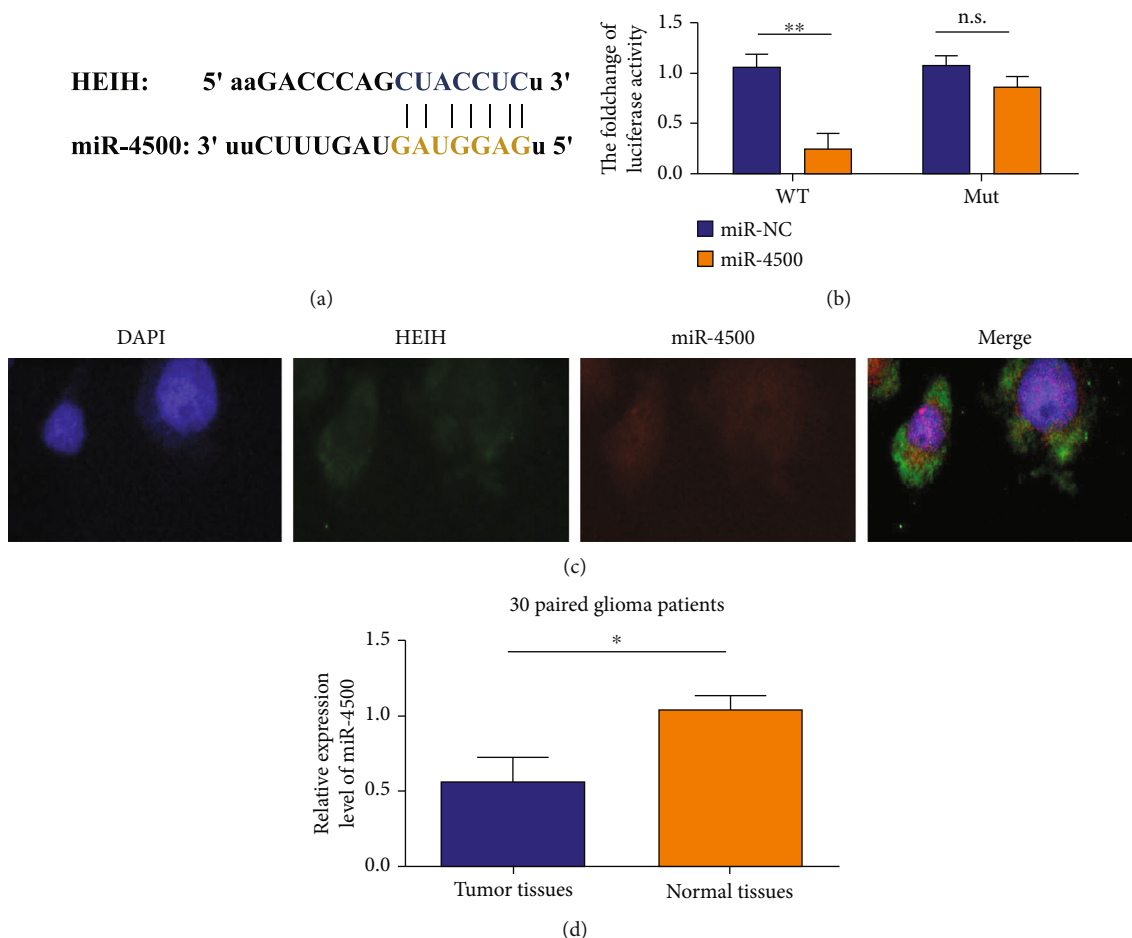 HEIH: 5' aaGACCCAGCUACCUCu 3'
miR-4500: 3' uuCUUUGAUGAUGGAGu 5'
(a)
The foldchange of
luciferase activity
1.5
1.0
0.5
0.0
**
n.s.
WT
Mut
miR-NC
miR-4500
(b)
DAPI
HEIH
miR-4500
Merge
(c)
30 paired glioma patients
Relative expression
level of miR-4500
1.5
1.0
0.5
0.0
*
Tumor tissues
Normal tissues
(d)